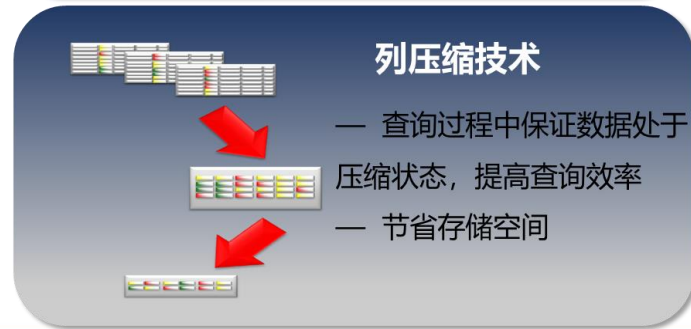 列压缩技术
— 查询过程中保证数据处于
压缩状态，提高查询效率
— 节省存储空间